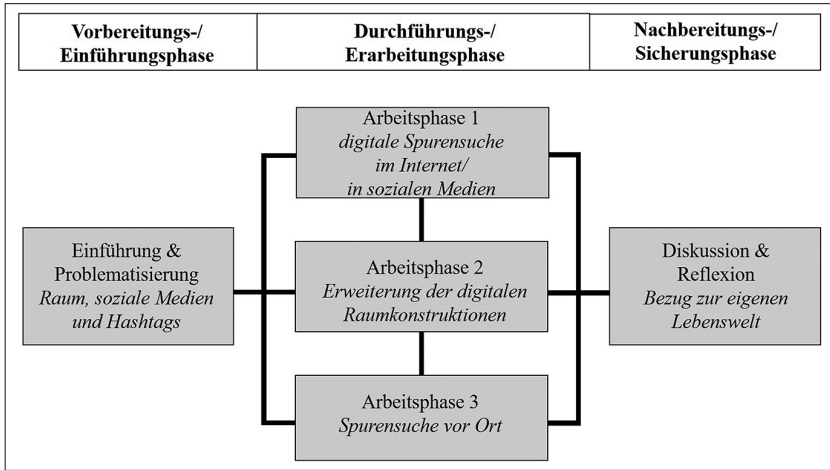 Vorbereitungs-/
Einführungsphase
Durchführungs-/
Erarbeitungsphase
Nachbereitungs-/
Sicherungsphase
Arbeitsphase 1
digitale Spurensuche
im Internet/
in sozialen Medien
Einführung &
Problematisierung
Raum, soziale Medien
und Hashtags
Arbeitsphase 2
Erweiterung der digitalen
Raumkonstruktionen
Arbeitsphase 3
Spurensuche vor Ort
Diskussion &
Reflexion
Bezug zur eigenen
Lebenswelt